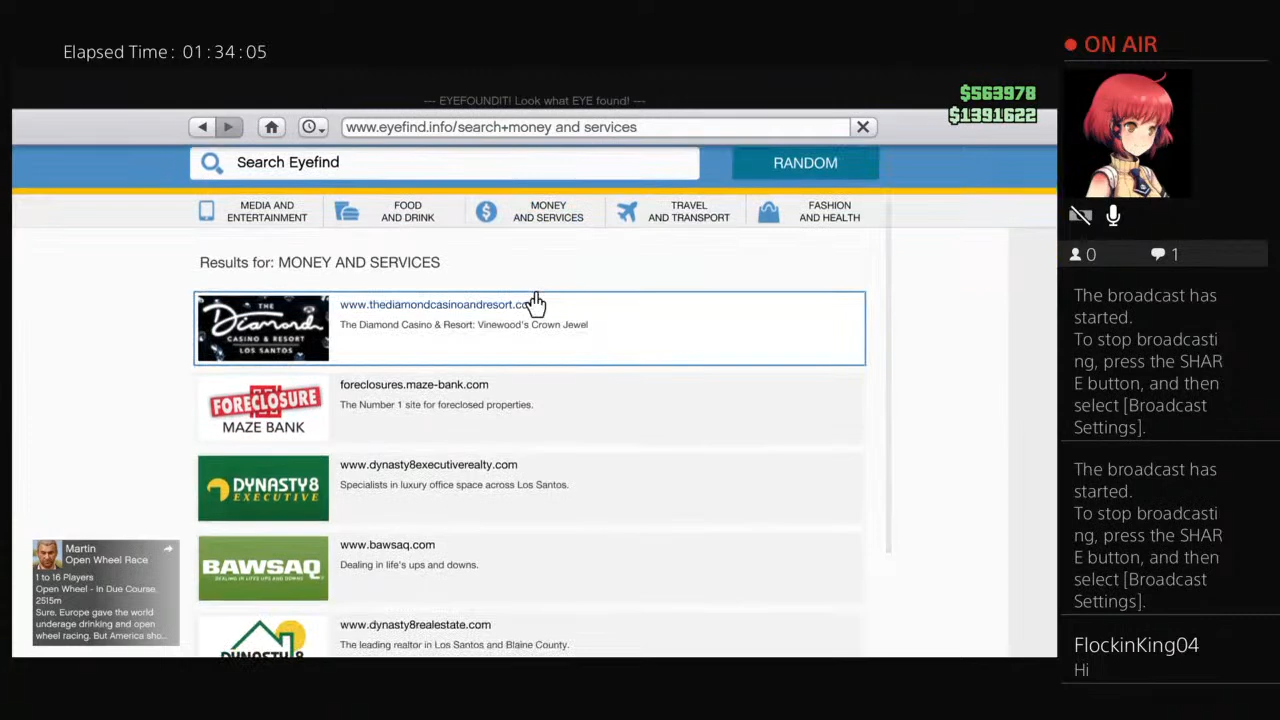 Elapsed Time: 01:34:05
ON AIR
--- EYEFOUNDIT! Look what EYE found! ---
$563978
$1391622
www.eyefind.info/search+money and services
Search Eyefind
RANDOM
MEDIA AND
ENTERTAINMENT
FOOD
AND DRINK
MONEY
AND SERVICES
TRAVEL
AND TRANSPORT
FASHION
AND HEALTH
Results for: MONEY AND SERVICES
THE
Diamond
CASINO & RESORT
LOS SANTOS
www.thediamondcasinoandresort.co
The Diamond Casino & Resort: Vinewood's Crown Jewel
FORECLOSURE
MAZE BANK
foreclosures.maze-bank.com
The Number 1 site for foreclosed properties.
DYNASTY8
EXECUTIVE
www.dynasty8executiverealty.com
Specialists in luxury office space across Los Santos.
BAWSAQ
DEALING IN LIFE'S UPS AND DOWNS
www.bawsaq.com
Dealing in life's ups and downs.
DYNASTY8
www.dynasty8realestate.com
The leading realtor in Los Santos and Blaine County.
Martin
Open Wheel Race
1 to 16 Players
Open Wheel - In Due Course.
2515m
Sure. Europe gave the world
underage drinking and open
wheel racing. But America sho...
0
1
The broadcast has
started.
To stop broadcasti
ng, press the SHAR
E button, and then
select [Broadcast
Settings].
The broadcast has
started.
To stop broadcasti
ng, press the SHAR
E button, and then
select [Broadcast
Settings].
FlockinKing04
Hi